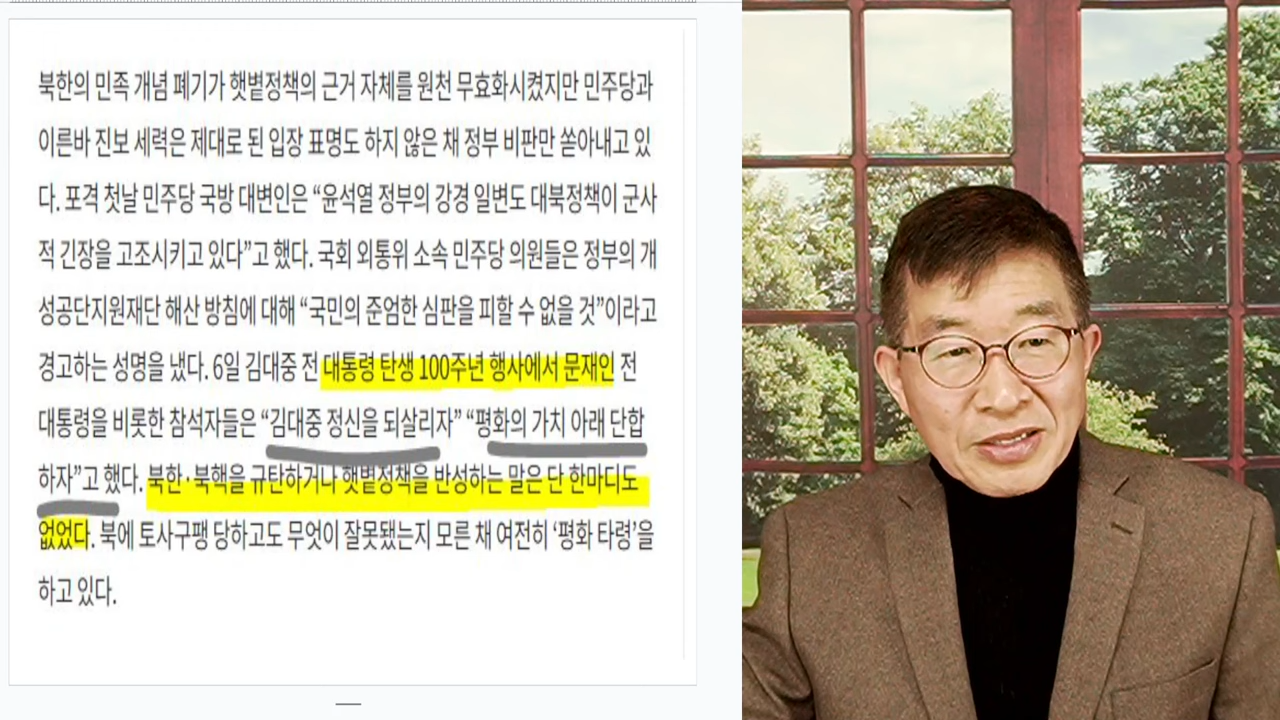 북한의 민족 개념 폐기가 햇볕정책의 근거 자체를 원천 무효화시켰지만 민주당과
이른바 진보 세력은 제대로 된 입장 표명도 하지 않은 채 정부 비판만 쏟아내고 있
다. 포격 첫날 민주당 국방 대변인은 “윤석열 정부의 강경 일변도 대북정책이 군사
적 긴장을 고조시키고 있다”고 했다. 국회 외통위 소속 민주당 의원들은 정부의 개
성공단지원재단 해산 방침에 대해 “국민의 준엄한 심판을 피할 수 없을 것”이라고
경고하는 성명을 냈다. 6일 김대중 전 대통령 탄생 100주년 행사에서 문재인 전
대통령을 비롯한 참석자들은 “김대중 정신을 되살리자” “평화의 가치 아래 단합
하자”고 했다. 북한·북핵을 규탄하거나 햇볕정책을 반성하는 말은 단 한마디도
없었다. 북에 토사구팽 당하고도 무엇이 잘못됐는지 모른 채 여전히 ‘평화 타령’을
하고 있다.